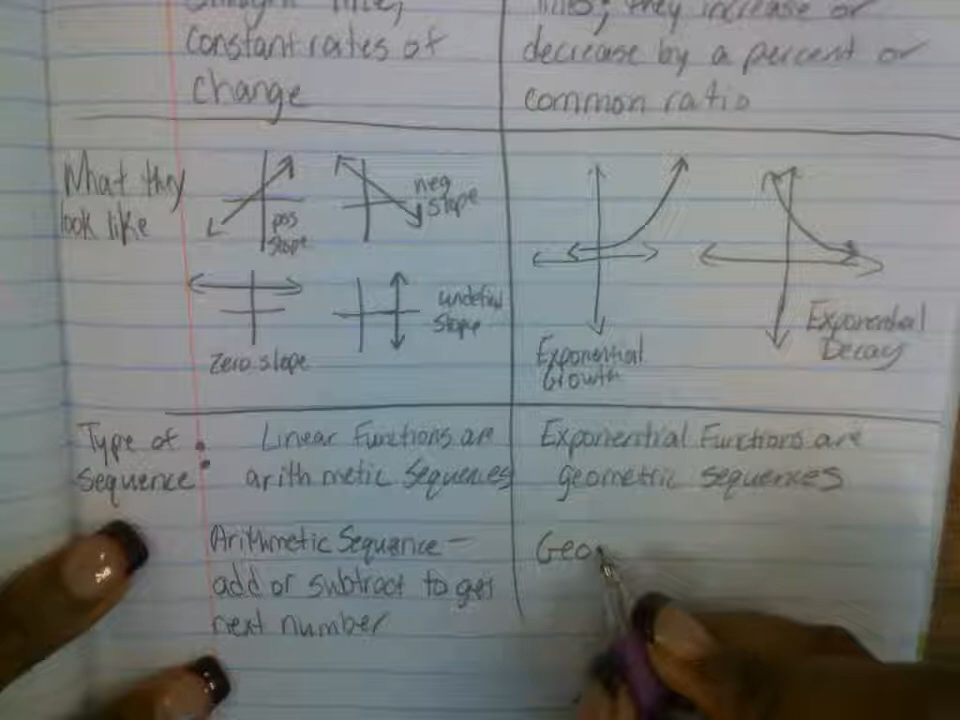 constant rates of
change
they increase or
decrease by a percent or
common ratio
What they
look like
pos
slope
neg
slope
zero slope
undefined
slope
Exponential
Growth
Exponential
Decay
Type of
sequence:
Linear Functions are
arithmetic sequences
Exponential Functions are
geometric sequences
Arithmetic Sequence -
add or subtract to get
next number
Geo